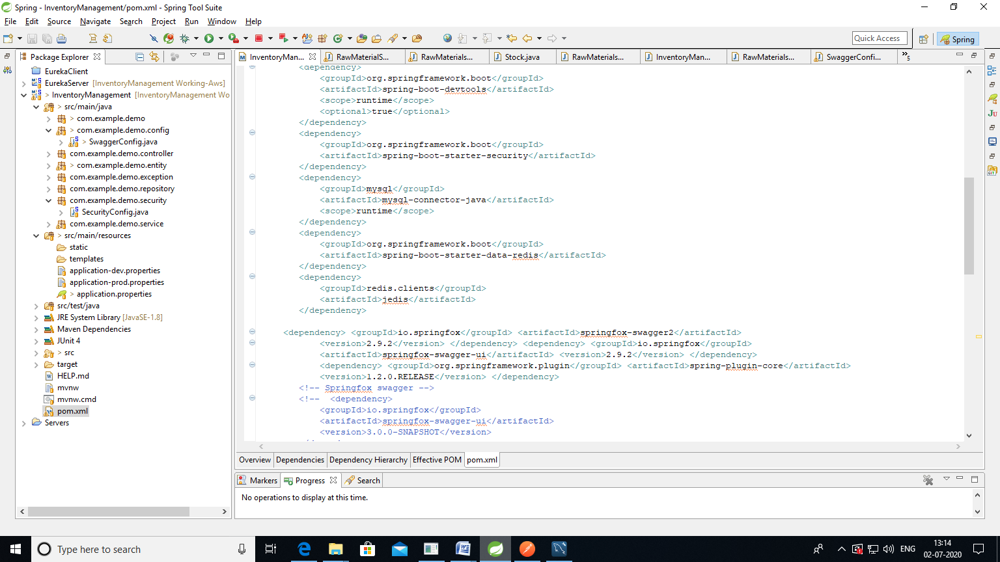 Spring - InventoryManagement/pom.xml - Spring Tool Suite
File Edit Source Navigate Search Project Run Window Help
Quick Access
Spring
Package Explorer
InventoryMan...
RawMaterialS...
RawMaterials...
Stock.java
RawMaterials...
InventoryMan...
RawMaterials...
SwaggerConfi...
»5
EurekaClient
EurekaServer [InventoryManagement Working-Aws]
> InventoryManagement [InventoryManagement Wo
> src/main/java
> com.example.demo
> com.example.demo.config
> SwaggerConfig.java
com.example.demo.controller
> com.example.demo.entity
com.example.demo.exception
com.example.demo.repository
com.example.demo.security
SecurityConfig.java
com.example.demo.service
> src/main/resources
static
templates
application-dev.properties
application-prod.properties
> application.properties
src/test/java
JRE System Library [JavaSE-1.8]
Maven Dependencies
JUnit 4
> src
target
HELP.md
mvnw
mvnw.cmd
pom.xml
Servers
<dependency>
<groupId>org.springframework.boot</groupId>
<artifactId>spring-boot-devtools</artifactId>
<scope>runtime</scope>
<optional>true</optional>
</dependency>
<dependency>
<groupId>org.springframework.boot</groupId>
<artifactId>spring-boot-starter-security</artifactId>
</dependency>
<dependency>
<groupId>mysql</groupId>
<artifactId>mysql-connector-java</artifactId>
<scope>runtime</scope>
</dependency>
<dependency>
<groupId>org.springframework.boot</groupId>
<artifactId>spring-boot-starter-data-redis</artifactId>
</dependency>
<dependency>
<groupId>redis.clients</groupId>
<artifactId>jedis</artifactId>
</dependency>
<dependency> <groupId>io.springfox</groupId> <artifactId>springfox-swagger2</artifactId>
<version>2.9.2</version> </dependency> <dependency> <groupId>io.springfox</groupId>
<artifactId>springfox-swagger-ui</artifactId> <version>2.9.2</version> </dependency>
<dependency> <groupId>org.springframework.plugin</groupId> <artifactId>spring-plugin-core</artifactId>
<version>1.2.0.RELEASE</version> </dependency>
<!-- Springfox swagger -->
<!-- <dependency>
<groupId>io.springfox</groupId>
<artifactId>springfox-swagger-ui</artifactId>
<version>3.0.0-SNAPSHOT</version>
Overview Dependencies Dependency Hierarchy Effective POM pom.xml
Markers Progress Search
No operations to display at this time.
Type here to search
ENG
13:14
02-07-2020